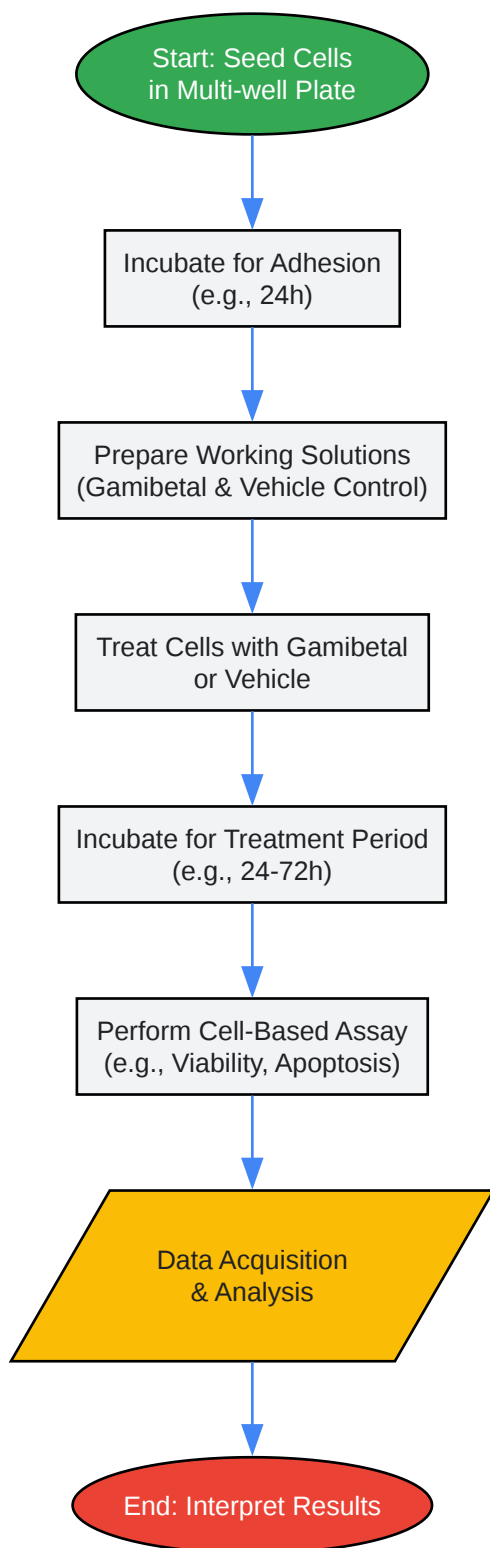 Start: Seed Cells
in Multi-well Plate
Incubate for Adhesion
(e.g., 24h)
Prepare Working Solutions
(Gamibetal & Vehicle Control)
Treat Cells with Gamibetal
or Vehicle
Incubate for Treatment Period
(e.g., 24-72h)
Perform Cell-Based Assay
(e.g., Viability, Apoptosis)
Data Acquisition
& Analysis
End: Interpret Results